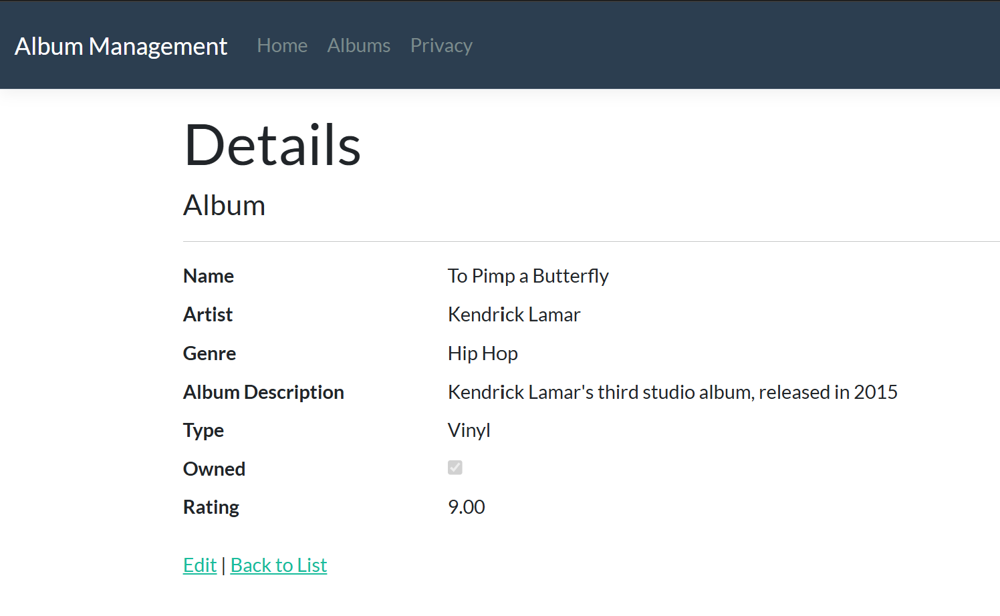 Album Management Home Albums Privacy
Details
Album
Name To Pimp a Butterfly
Artist Kendrick Lamar
Genre Hip Hop
Album Description Kendrick Lamar's third studio album, released in 2015
Type Vinyl
Owned
Rating 9.00
Edit | Back to List